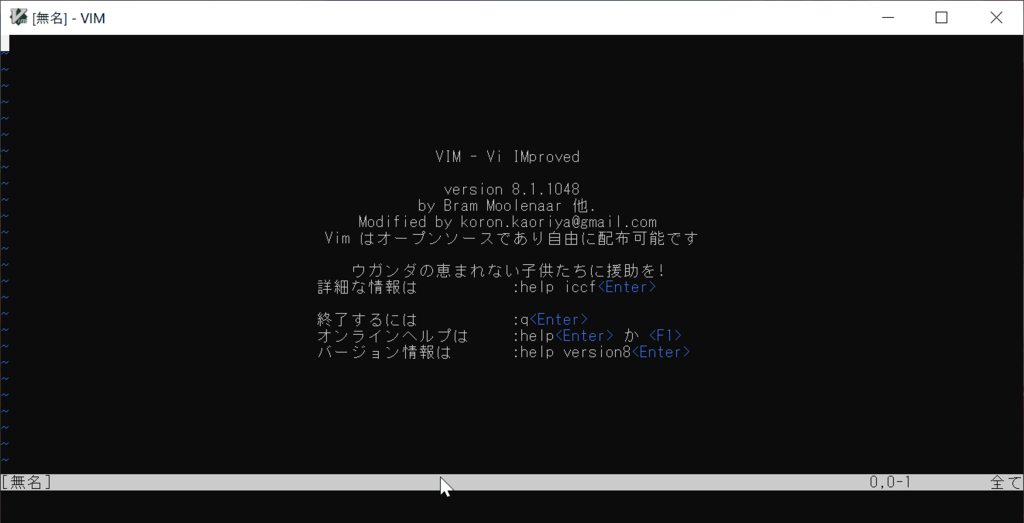 [無名] - VIM
~
~
~
~
~
~
VIM - Vi IMproved
~
~
version 8.1.1048
~
by Bram Moolenaar 他.
~
Modified by koron.kaoriya@gmail.com
~
Vim はオープンソースであり自由に配布可能です
~
~
ウガンダの恵まれない子供たちに援助を!
~
詳細な情報は :help iccf<Enter>
~
~
終了するには :q<Enter>
~
オンラインヘルプは :help<Enter> か <F1>
~
バージョン情報は :help version8<Enter>
~
~
~
~
~
~
~
[無名] 0,0-1 全て